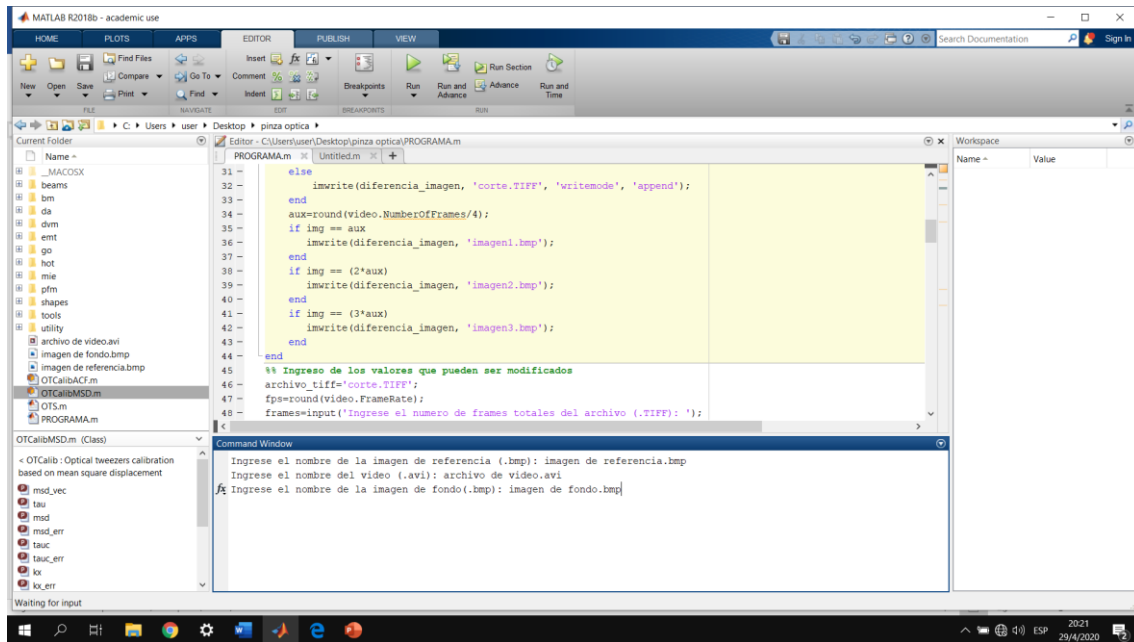 MATLAB R2018b - academic use
HOME PLOTS APPS EDITOR PUBLISH VIEW Search Documentation Sign In
New Open Save Find Files Compare Print Go To Find Insert fx Comment Indent Breakpoints Run Run and Advance Run Section Advance Run and Time
FILE NAVIGATE EDIT BREAKPOINTS RUN
C: Users user Desktop pinza optica
Current Folder
Name
__MACOSX
beams
bm
da
dvm
emt
go
hot
mie
pfm
shapes
tools
utility
archivo de video.avi
imagen de fondo.bmp
imagen de referencia.bmp
OTCalibACF.m
OTCalibMSD.m
OTS.m
PROGRAMA.m
OTCalibMSD.m (Class)
< OTCalib : Optical tweezers calibration
based on mean square displacement
msd_vec
tau
msd
msd_err
tauc
tauc_err
kx
kx_err
Editor - C:\Users\user\Desktop\pinza optica\PROGRAMA.m
PROGRAMA.m Untitled.m
31 - else
32 - imwrite(diferencia_imagen, 'corte.TIFF', 'writemode', 'append');
33 - end
34 - aux=round(video.NumberOfFrames/4);
35 - if img == aux
36 - imwrite(diferencia_imagen, 'imagen1.bmp');
37 - end
38 - if img == (2*aux)
39 - imwrite(diferencia_imagen, 'imagen2.bmp');
40 - end
41 - if img == (3*aux)
42 - imwrite(diferencia_imagen, 'imagen3.bmp');
43 - end
44 - end
45 %% Ingreso de los valores que pueden ser modificados
46 - archivo_tiff='corte.TIFF';
47 - fps=round(video.FrameRate);
48 - frames=input('Ingrese el numero de frames totales del archivo (.TIFF): ');
Command Window
Ingrese el nombre de la imagen de referencia (.bmp): imagen de referencia.bmp
Ingrese el nombre del video (.avi): archivo de video.avi
fx Ingrese el nombre de la imagen de fondo(.bmp): imagen de fondo.bmp
Workspace
Name Value
Waiting for input
ESP 20:21
29/4/2020